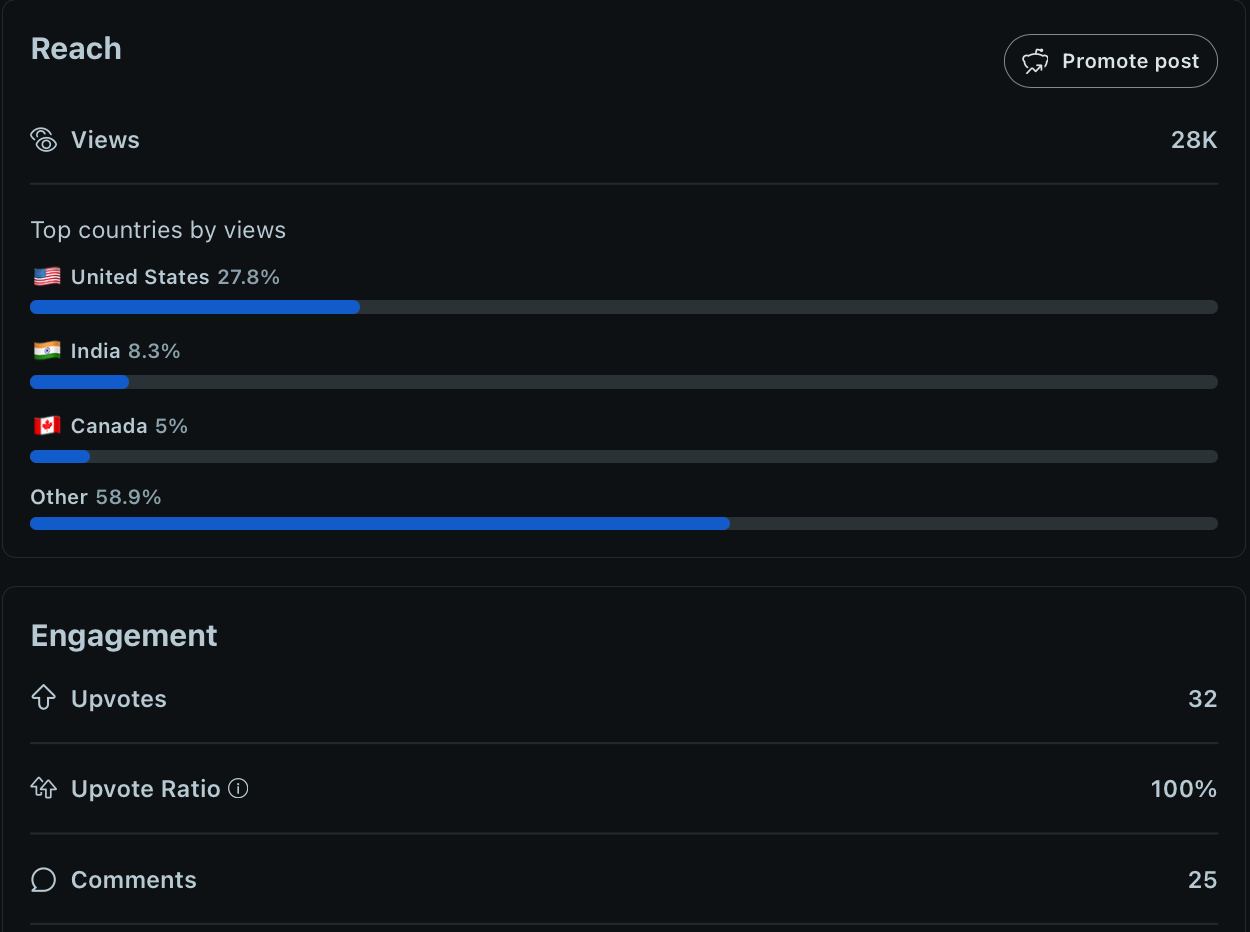 Reach
Promote post
Views
28K
Top countries by views
United States 27.8%
India 8.3%
Canada 5%
Other 58.9%
Engagement
Upvotes
32
Upvote Ratio
100%
Comments
25